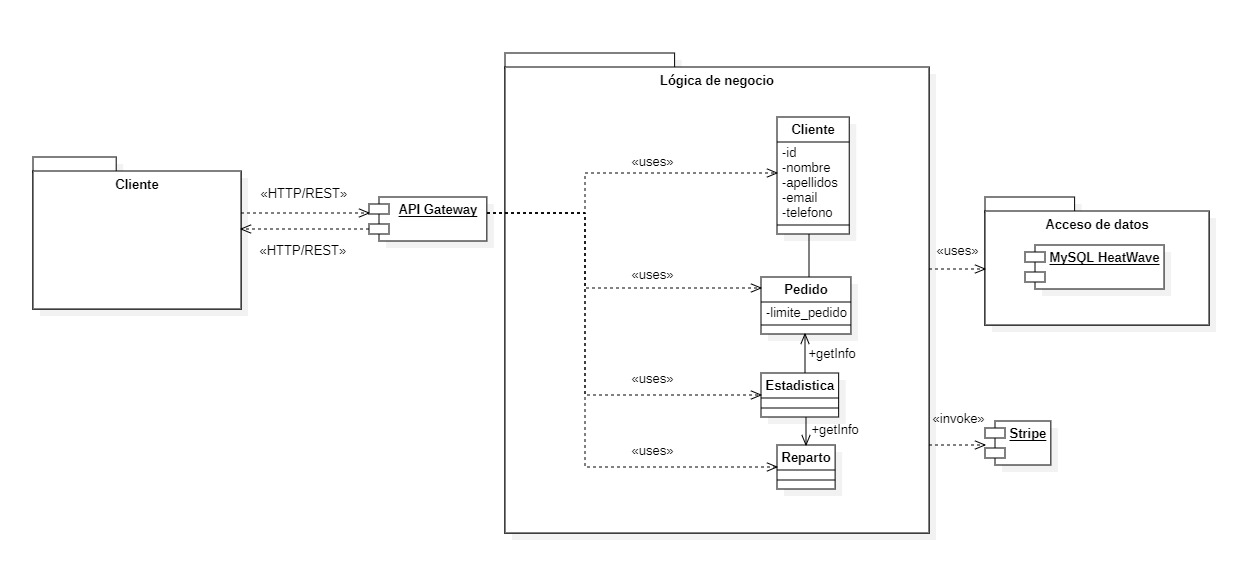 Cliente
«HTTP/REST»
«HTTP/REST»
API Gateway
Lógica de negocio
«uses»
«uses»
«uses»
«uses»
Cliente
-id
-nombre
-apellidos
-email
-telefono
Pedido
-limite_pedido
+getInfo
Estadistica
+getInfo
Reparto
«uses»
Acceso de datos
MySQL HeatWave
«invoke»
Stripe